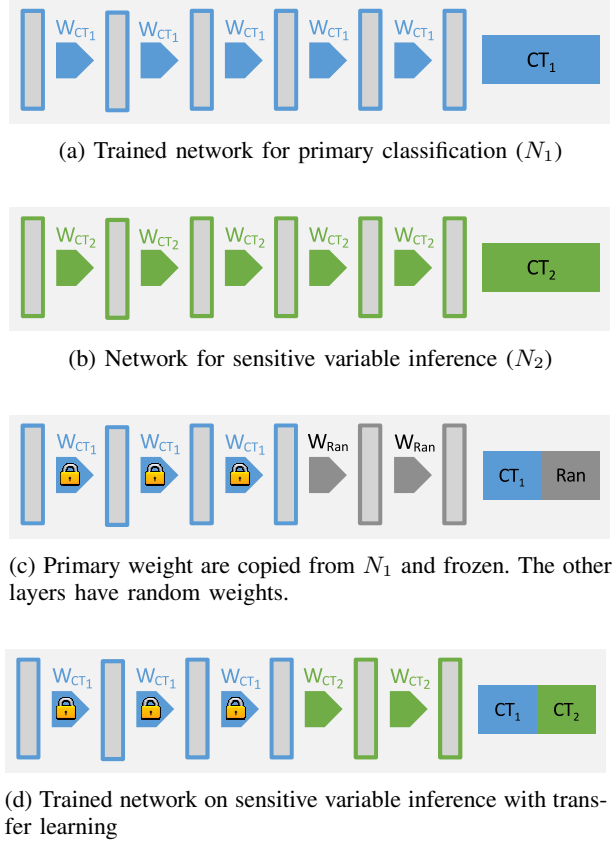 W_CT₁ W_CT₁ W_CT₁ W_CT₁ W_CT₁
CT₁
(a) Trained network for primary classification (N₁)
W_CT₂ W_CT₂ W_CT₂ W_CT₂ W_CT₂
CT₂
(b) Network for sensitive variable inference (N₂)
W_CT₁ W_CT₁ W_CT₁ W_Ran W_Ran
CT₁ Ran
(c) Primary weight are copied from N₁ and frozen. The other
layers have random weights.
W_CT₁ W_CT₁ W_CT₁ W_CT₂ W_CT₂
CT₁ CT₂
(d) Trained network on sensitive variable inference with trans-
fer learning